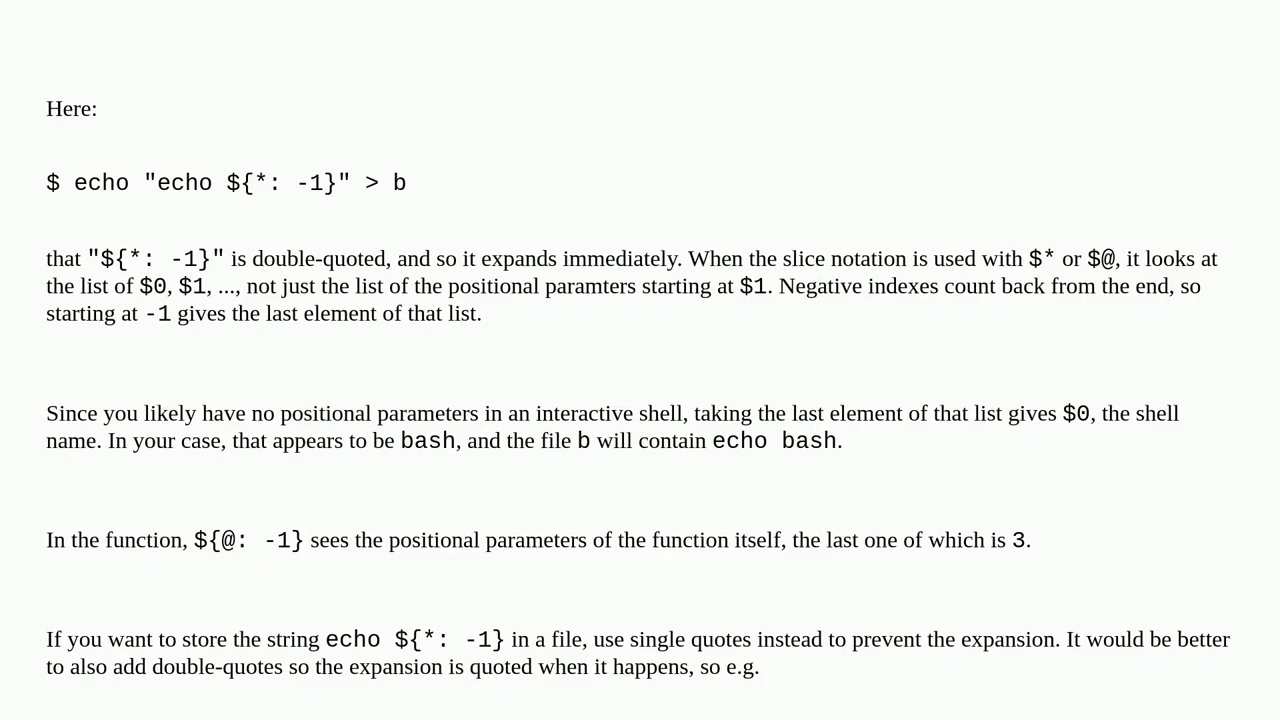 Here:
$ echo "echo ${*: -1}" > b
that "${*: -1}" is double-quoted, and so it expands immediately. When the slice notation is used with $* or $@, it looks at
the list of $0, $1, ..., not just the list of the positional paramters starting at $1. Negative indexes count back from the end, so
starting at -1 gives the last element of that list.
Since you likely have no positional parameters in an interactive shell, taking the last element of that list gives $0, the shell
name. In your case, that appears to be bash, and the file b will contain echo bash.
In the function, ${@: -1} sees the positional parameters of the function itself, the last one of which is 3.
If you want to store the string echo ${*: -1} in a file, use single quotes instead to prevent the expansion. It would be better
to also add double-quotes so the expansion is quoted when it happens, so e.g.